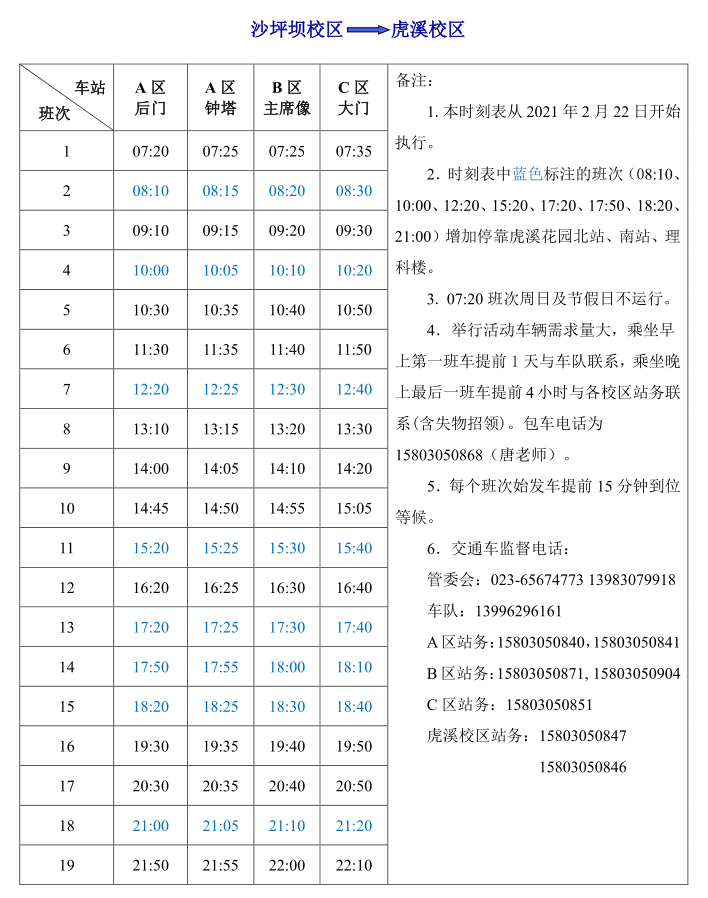 沙坪坝校区 虎溪校区
车站 班次 A 区后门 A 区钟塔 B 区主席像 C 区大门
1 07:20 07:25 07:25 07:35
2 08:10 08:15 08:20 08:30
3 09:10 09:15 09:20 09:30
4 10:00 10:05 10:10 10:20
5 10:30 10:35 10:40 10:50
6 11:30 11:35 11:40 11:50
7 12:20 12:25 12:30 12:40
8 13:10 13:15 13:20 13:30
9 14:00 14:05 14:10 14:20
10 14:45 14:50 14:55 15:05
11 15:20 15:25 15:30 15:40
12 16:20 16:25 16:30 16:40
13 17:20 17:25 17:30 17:40
14 17:50 17:55 18:00 18:10
15 18:20 18:25 18:30 18:40
16 19:30 19:35 19:40 19:50
17 20:30 20:35 20:40 20:50
18 21:00 21:05 21:10 21:20
19 21:50 21:55 22:00 22:10
备注：
1. 本时刻表从 2021 年 2 月 22 日开始
执行。
2．时刻表中蓝色标注的班次（08:10、
10:00、12:20、15:20、17:20、17:50、18:20、
21:00）增加停靠虎溪花园北站、南站、理
科楼。
3. 07:20 班次周日及节假日不运行。
4．举行活动车辆需求量大，乘坐早
上第一班车提前 1 天与车队联系，乘坐晚
上最后一班车提前 4 小时与各校区站务联
系(含失物招领)。包车电话为
15803050868（唐老师）。
5．每个班次始发车提前 15 分钟到位
等候。
6．交通车监督电话：
管委会：023-65674773 13983079918
车队：13996296161
A 区站务：15803050840，15803050841
B 区站务：15803050871, 15803050904
C 区站务：15803050851
虎溪校区站务：15803050847
15803050846